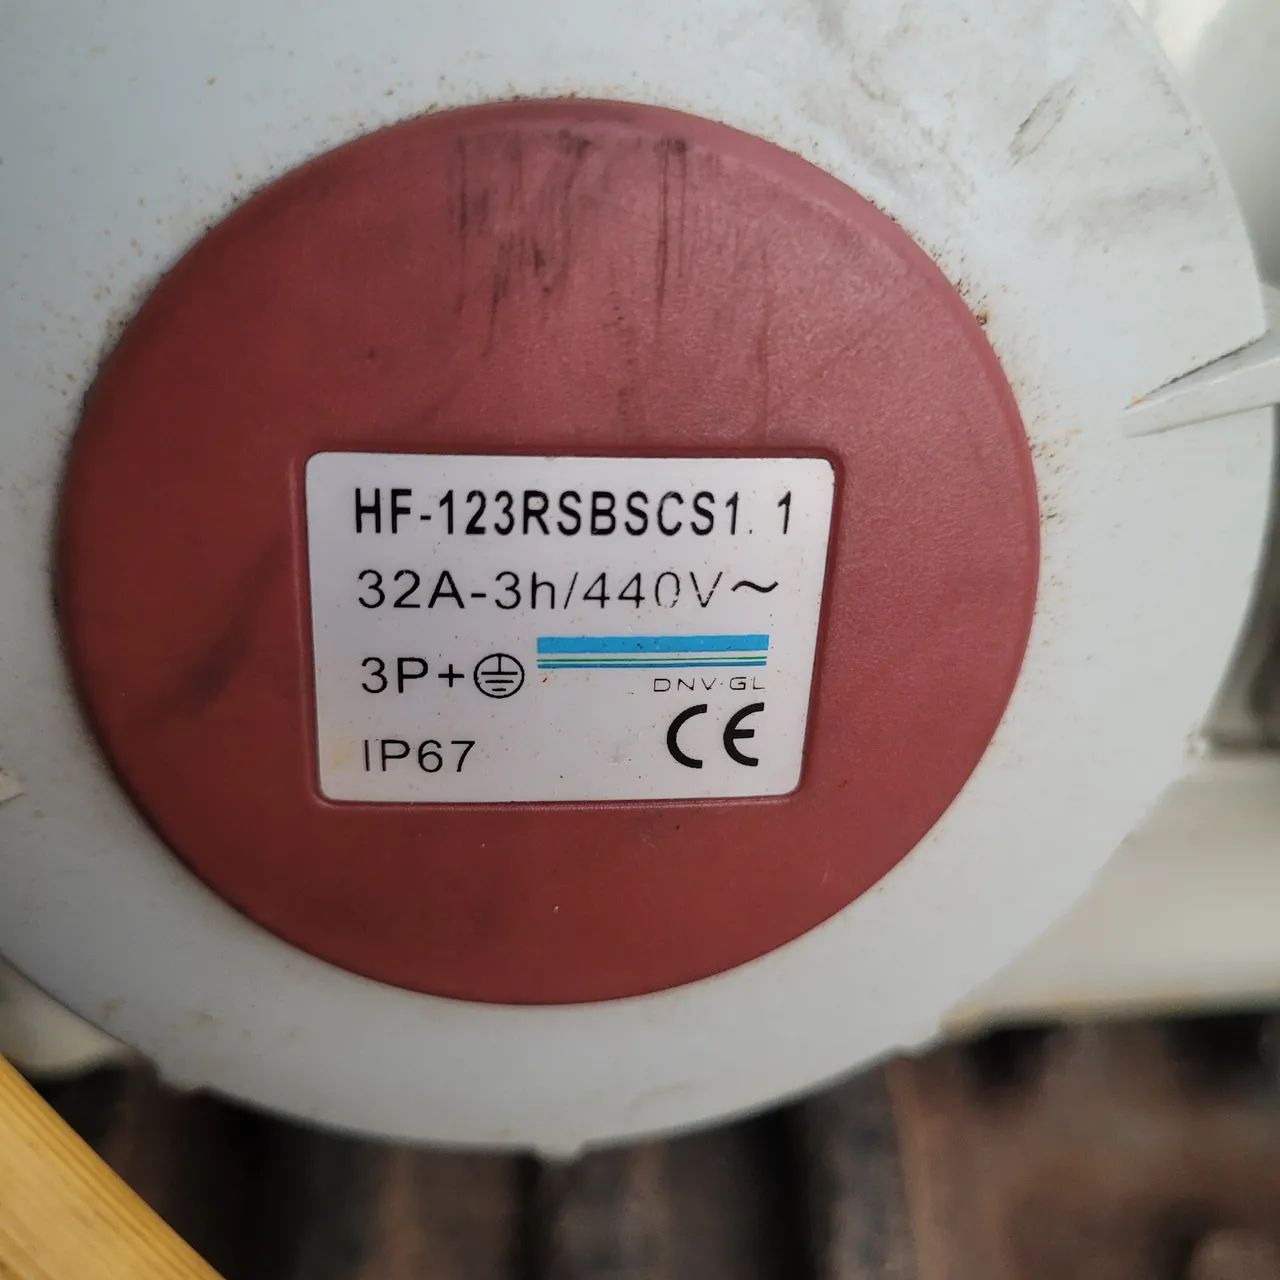 HF-123RSBSCS1.1
32A-3h/440V~
3P+⏚
DNV·GL
IP67
CE